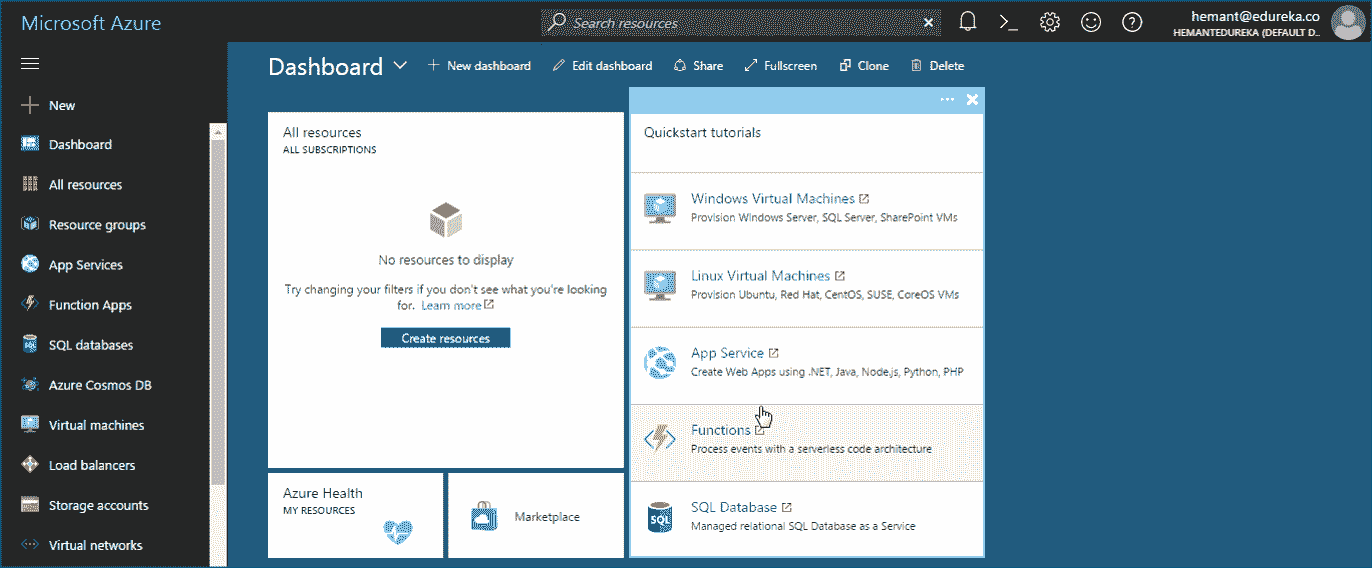 Microsoft Azure
Search resources
hemant@edureka.co
HEMANTEDUREKA (DEFAULT D..
New
Dashboard
All resources
Resource groups
App Services
Function Apps
SQL databases
Azure Cosmos DB
Virtual machines
Load balancers
Storage accounts
Virtual networks
Dashboard
New dashboard
Edit dashboard
Share
Fullscreen
Clone
Delete
All resources
ALL SUBSCRIPTIONS
No resources to display
Try changing your filters if you don't see what you're looking
for. Learn more
Create resources
Azure Health
MY RESOURCES
Marketplace
Quickstart tutorials
Windows Virtual Machines
Provision Windows Server, SQL Server, SharePoint VMs
Linux Virtual Machines
Provision Ubuntu, Red Hat, CentOS, SUSE, CoreOS VMs
App Service
Create Web Apps using .NET, Java, Node.js, Python, PHP
Functions
Process events with a serverless code architecture
SQL
SQL Database
Managed relational SQL Database as a Service